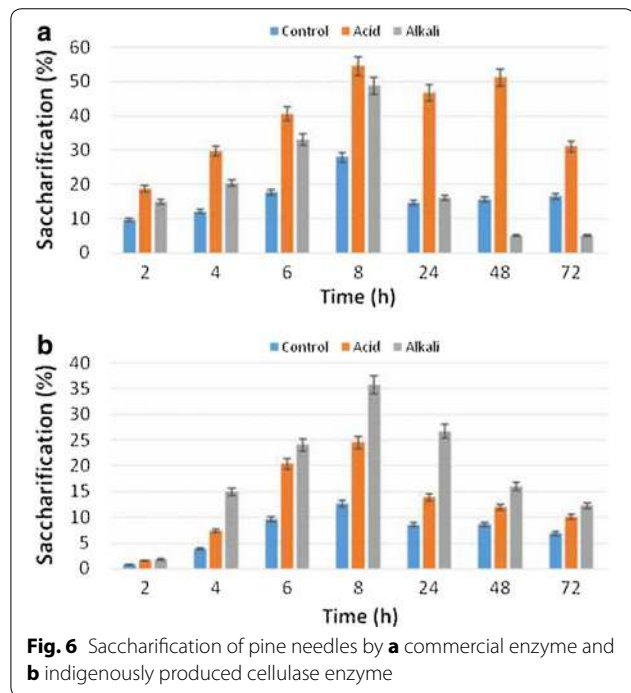 a
Control Acid Alkali
60
50
40
30
20
10
0
Saccharification (%)
2 4 6 8 24 48 72
Time (h)
b
Control Acid Alkali
40
35
30
25
20
15
10
5
0
Saccharification (%)
2 4 6 8 24 48 72
Time (h)
Fig. 6 Saccharification of pine needles by a commercial enzyme and
b indigenously produced cellulase enzyme